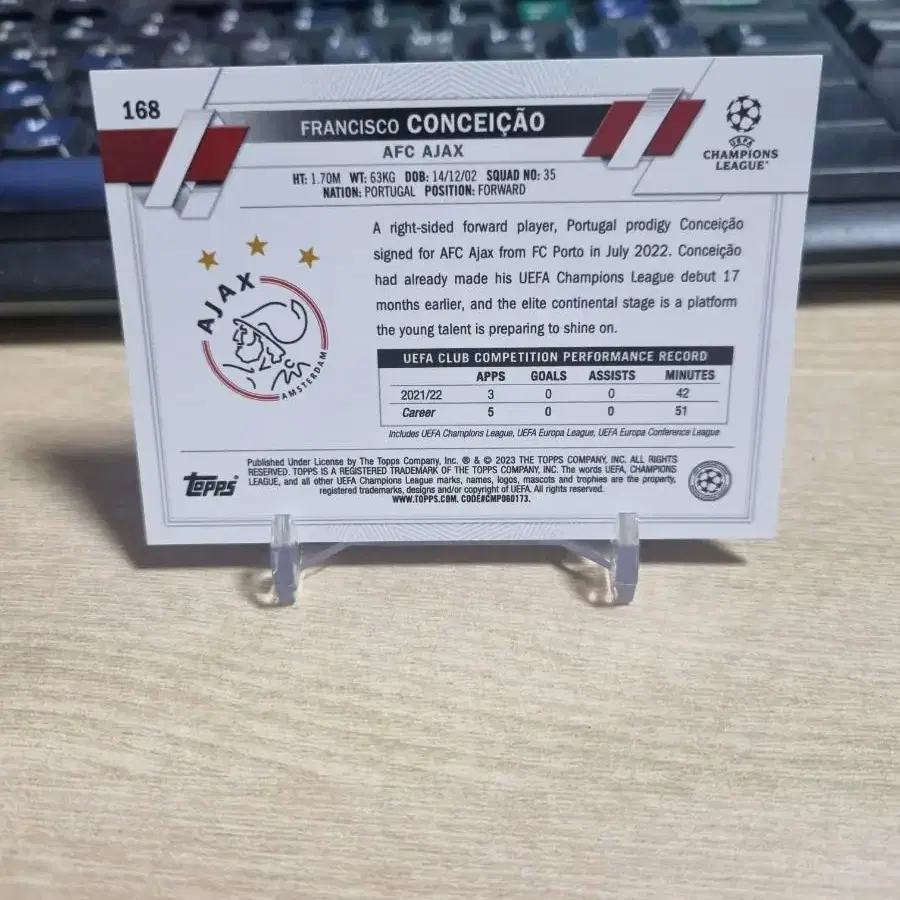 168
FRANCISCO CONCEIÇÃO
AFC AJAX
HT: 1.70M WT: 63KG DOB: 14/12/02 SQUAD NO: 35
NATION: PORTUGAL POSITION: FORWARD
UEFA
CHAMPIONS
LEAGUE
AJAX
AMSTERDAM
A right-sided forward player, Portugal prodigy Conceição
signed for AFC Ajax from FC Porto in July 2022. Conceição
had already made his UEFA Champions League debut 17
months earlier, and the elite continental stage is a platform
the young talent is preparing to shine on.
UEFA CLUB COMPETITION PERFORMANCE RECORD
APPS GOALS ASSISTS MINUTES
2021/22 3 0 0 42
Career 5 0 0 51
Includes UEFA Champions League, UEFA Europa League, UEFA Europa Conference League
Topps
Published Under License by The Topps Company, Inc. ® & © 2023 THE TOPPS COMPANY, INC. ALL RIGHTS
RESERVED. TOPPS IS A REGISTERED TRADEMARK OF THE TOPPS COMPANY, INC. The words UEFA, CHAMPIONS
LEAGUE, and all other UEFA Champions League marks, names, logos, mascots and trophies are the property,
registered trademarks, designs and/or copyright of UEFA. All rights reserved.
WWW.TOPPS.COM. CODE#CMP060173.